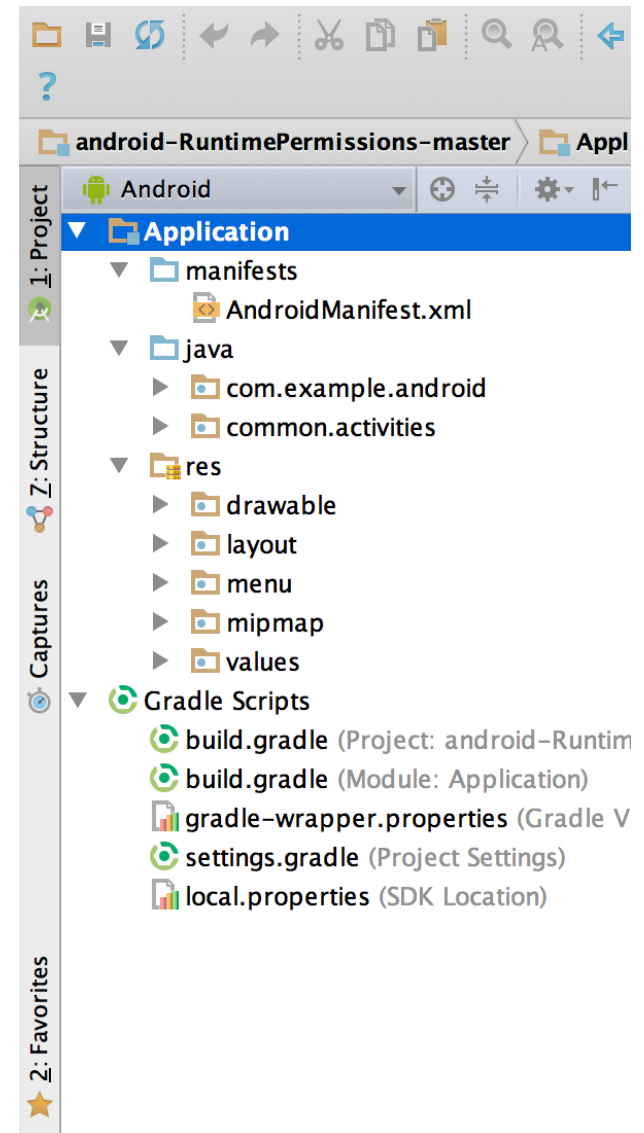 ?
android-RuntimePermissions-master
Appl
1: Project
7: Structure
Captures
2: Favorites
Android
Application
manifests
AndroidManifest.xml
java
com.example.android
common.activities
res
drawable
layout
menu
mipmap
values
Gradle Scripts
build.gradle (Project: android-Runtim
build.gradle (Module: Application)
gradle-wrapper.properties (Gradle V
settings.gradle (Project Settings)
local.properties (SDK Location)